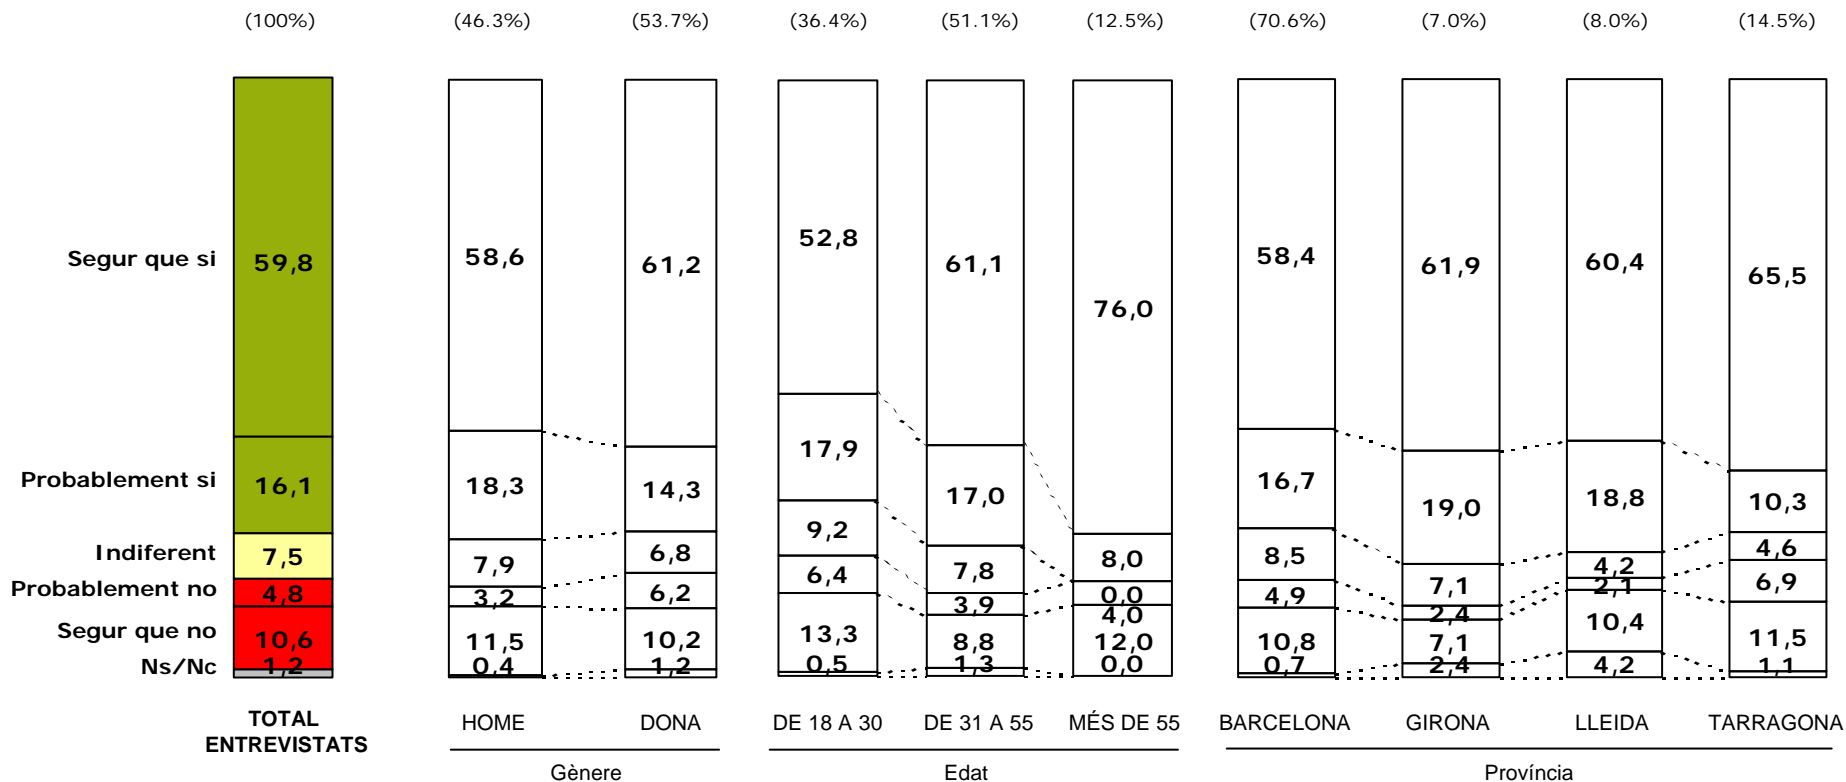 (100%) (46.3%) (53.7%) (36.4%) (51.1%) (12.5%) (70.6%) (7.0%) (8.0%) (14.5%)
Segur que si 59,8 58,6 61,2 52,8 61,1 76,0 58,4 61,9 60,4 65,5
Probablement si 16,1 18,3 14,3 17,9 17,0 8,0 16,7 19,0 18,8 10,3
Indiferent 7,5 7,9 6,8 9,2 7,8 0,0 8,5 7,1 4,2 4,6
Probablement no 4,8 3,2 6,2 6,4 3,9 4,0 4,9 2,4 2,1 6,9
Segur que no 10,6 11,5 10,2 13,3 8,8 12,0 10,8 7,1 10,4 11,5
Ns/Nc 1,2 0,4 1,2 0,5 1,3 0,0 0,7 2,4 4,2 1,1
TOTAL ENTREVISTATS HOME DONA DE 18 A 30 DE 31 A 55 MÉS DE 55 BARCELONA GIRONA LLEIDA TARRAGONA
Gènere Edat Província